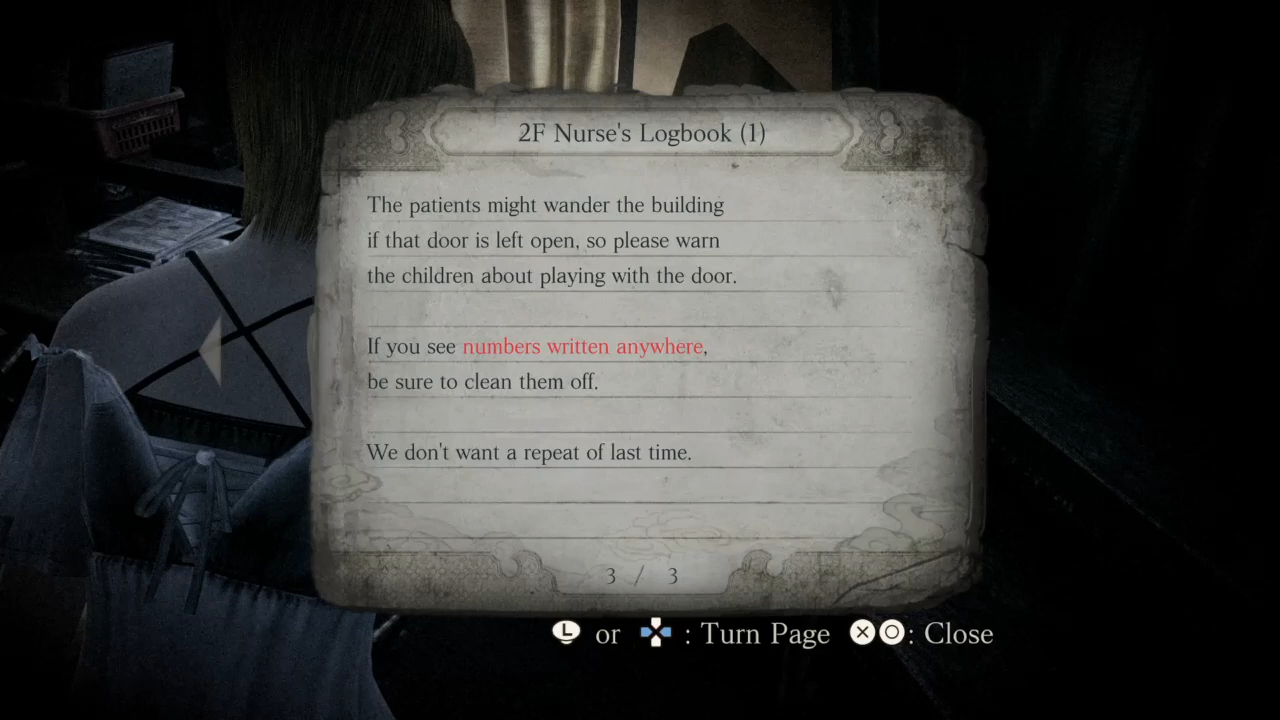 2F Nurse's Logbook (1)
The patients might wander the building
if that door is left open, so please warn
the children about playing with the door.
If you see numbers written anywhere,
be sure to clean them off.
We don't want a repeat of last time.
3 / 3
L or : Turn Page : Close